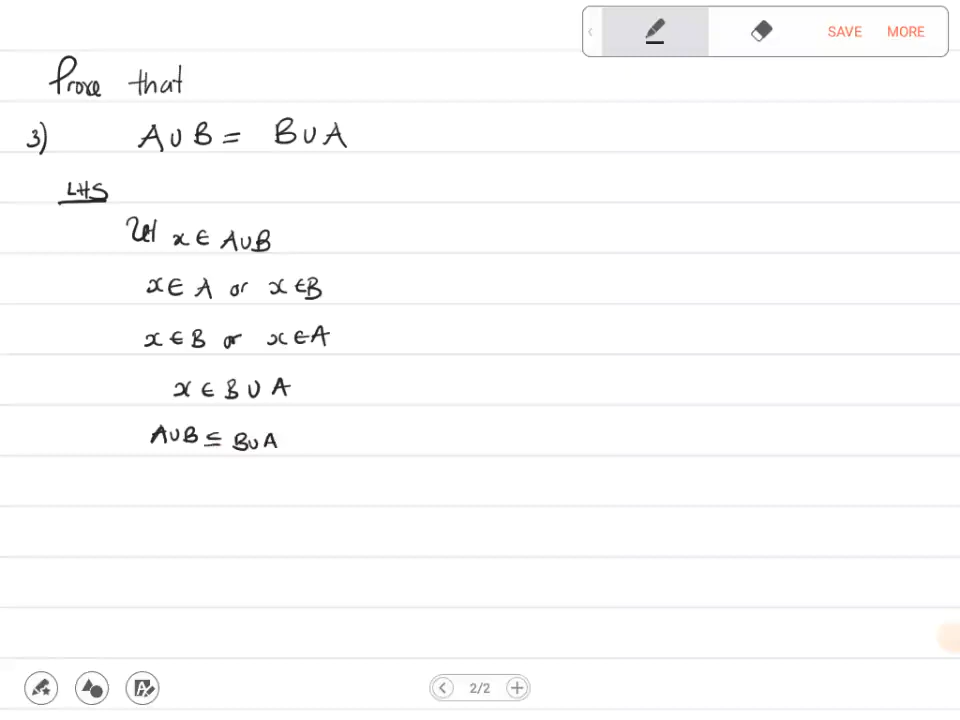 SAVE MORE
Prove that
3) A∪B = B∪A
LHS
Let x ∈ A∪B
x ∈ A or x ∈ B
x ∈ B or x ∈ A
x ∈ B ∪ A
A∪B ⊆ B∪A
2/2